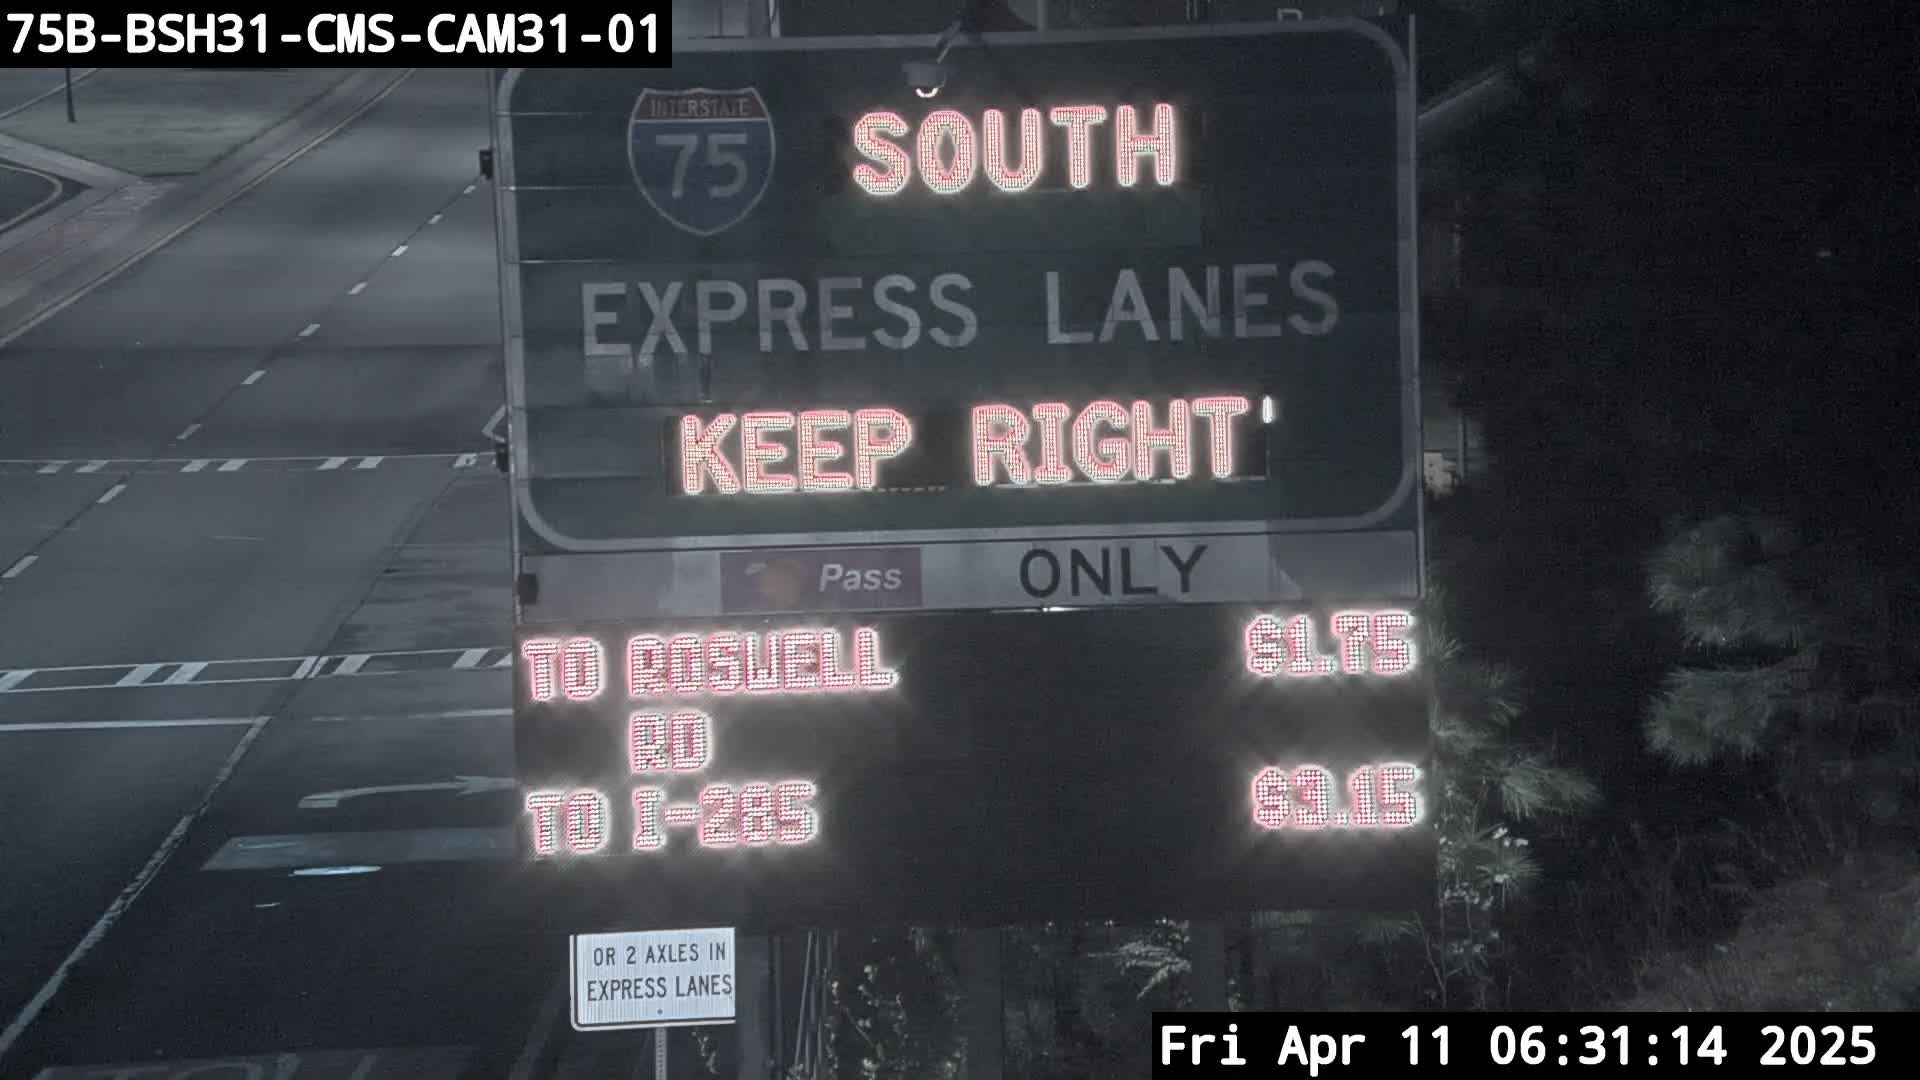 75B-BSH31-CMS-CAM31-01
INTERSTATE
75
SOUTH
EXPRESS LANES
KEEP RIGHT
Pass ONLY
TO ROSWELL $1.75
RD
TO I-285 $3.15
OR 2 AXLES IN
EXPRESS LANES
Fri Apr 11 06:31:14 2025